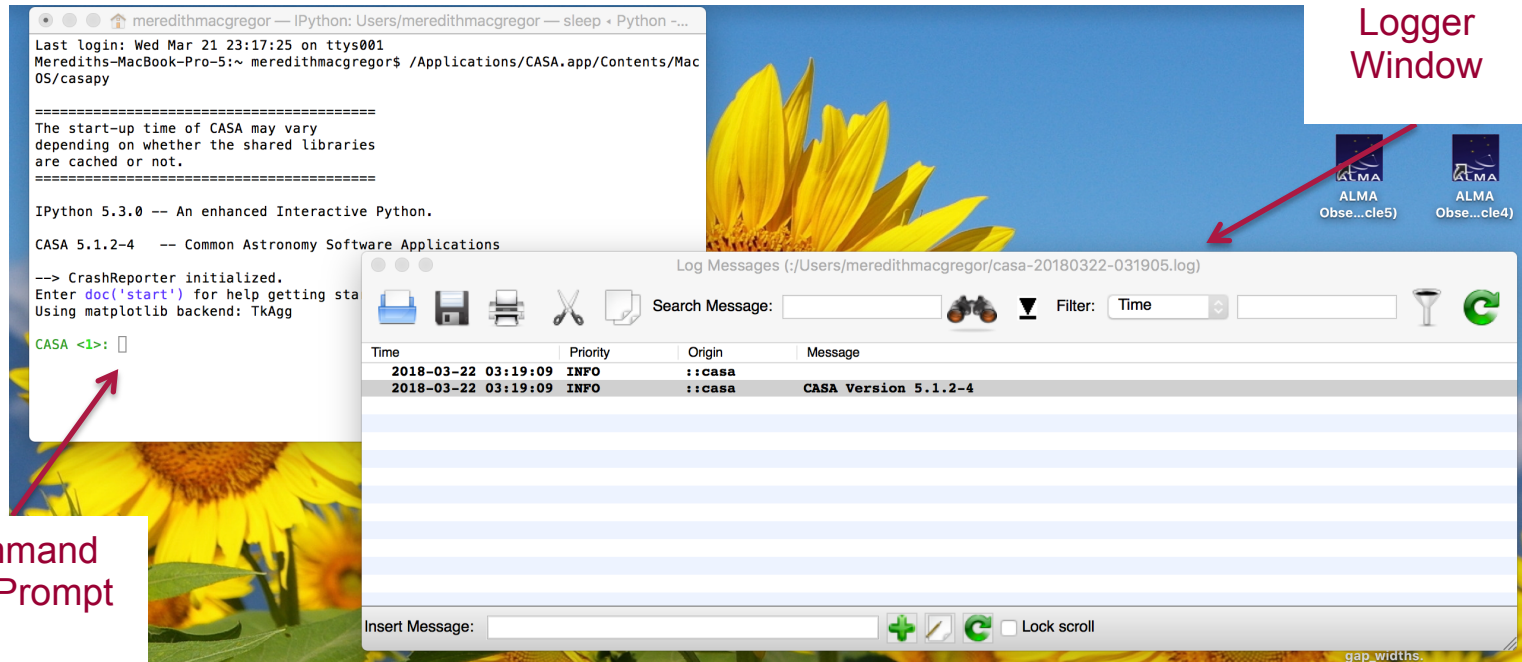 meredithmacgregor — IPython: Users/meredithmacgregor — sleep ◂ Python -...
Last login: Wed Mar 21 23:17:25 on ttys001
Merediths-MacBook-Pro-5:~ meredithmacgregor$ /Applications/CASA.app/Contents/Mac
OS/casapy
=========================================
The start-up time of CASA may vary
depending on whether the shared libraries
are cached or not.
=========================================
IPython 5.3.0 -- An enhanced Interactive Python.
CASA 5.1.2-4   -- Common Astronomy Software Applications
--> CrashReporter initialized.
Enter doc('start') for help getting sta
Using matplotlib backend: TkAgg
CASA <1>:
Logger
Window
ALMA
ALMA
Obse...cle5)
ALMA
ALMA
Obse...cle4)
Log Messages (:/Users/meredithmacgregor/casa-20180322-031905.log)
Search Message:
Filter: Time
Time Priority Origin Message
2018-03-22 03:19:09 INFO ::casa
2018-03-22 03:19:09 INFO ::casa CASA Version 5.1.2-4
Insert Message:
Lock scroll
mmand
Prompt
gap widths.